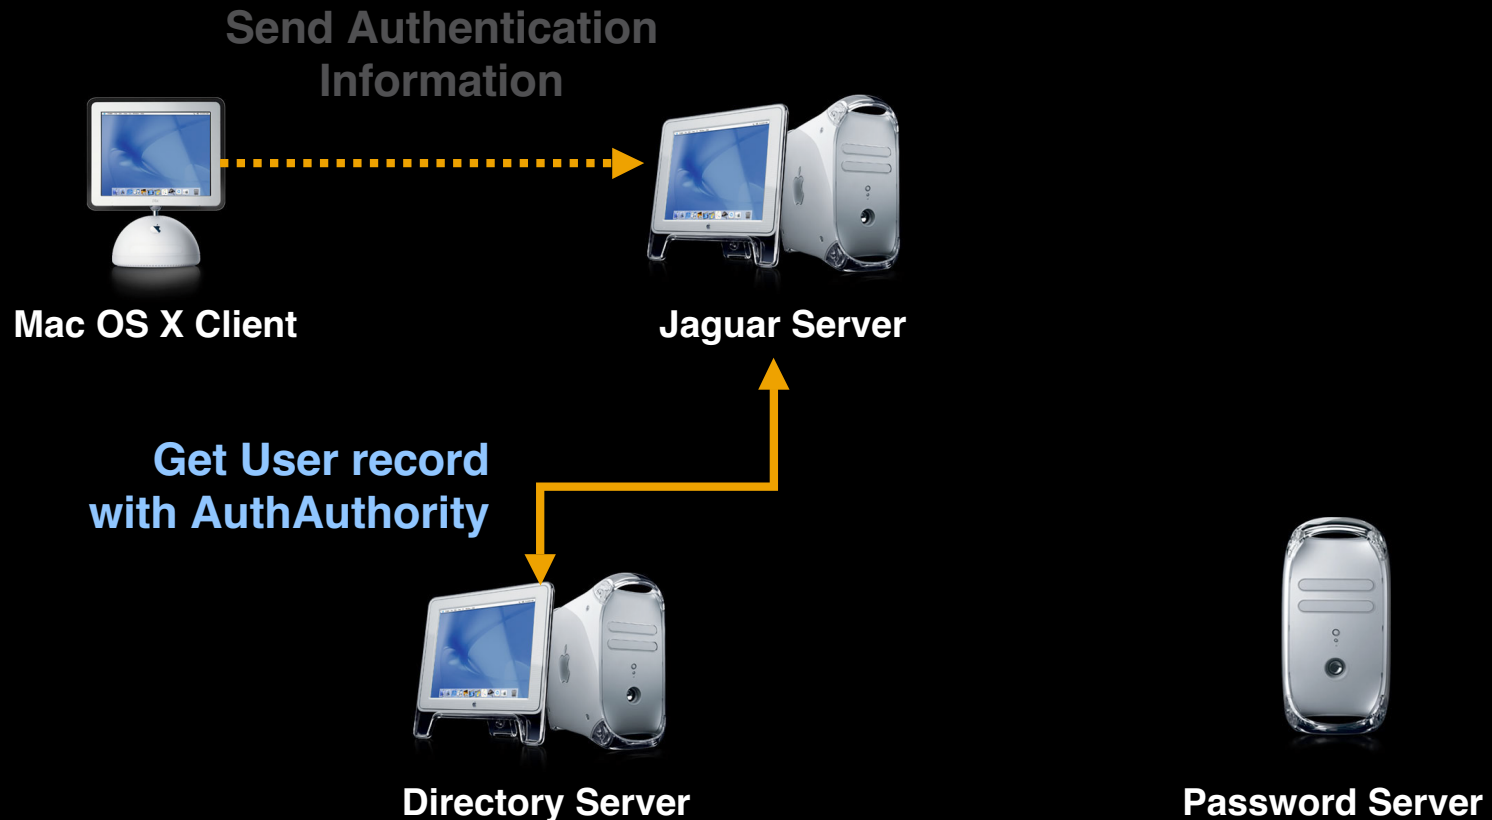 Send Authentication
Information
Mac OS X Client
Jaguar Server
Get User record
with AuthAuthority
Directory Server
Password Server